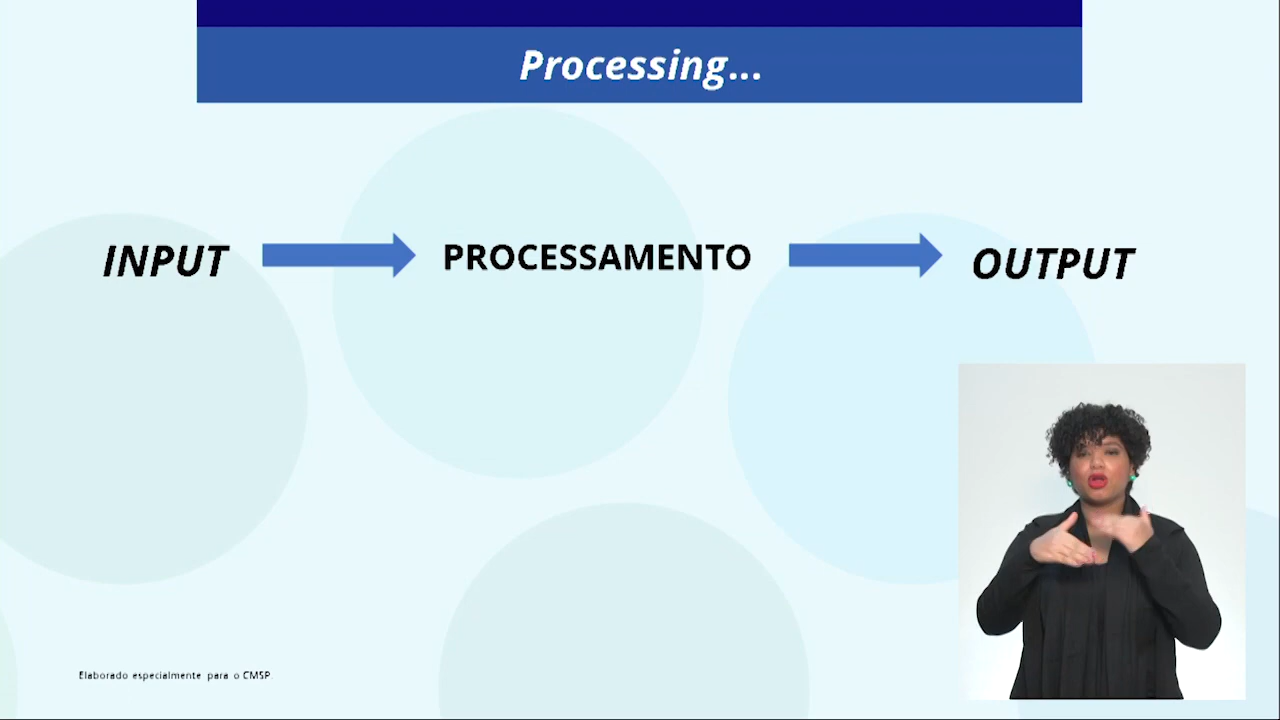 Processing...
INPUT PROCESSAMENTO OUTPUT
Elaborado especialmente para o CMSP.